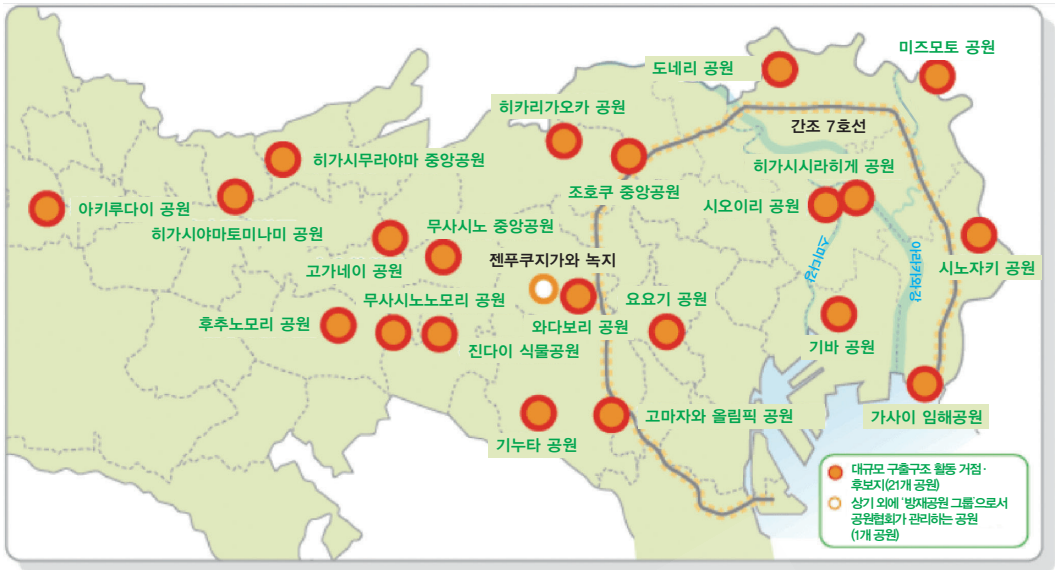 미즈모토 공원
도네리 공원
히카리가오카 공원
간조 7호선
히가시무라야마 중앙공원
히가시시라히게 공원
조호쿠 중앙공원
아키루다이 공원
시오이리 공원
히가시야마토미나미 공원
무사시노 중앙공원
고가네이 공원
젠푸쿠지가와 녹지
시노자키 공원
스미다강
아라카와강
무사시노노모리 공원
요요기 공원
후추노모리 공원
와다보리 공원
진다이 식물공원
기바 공원
고마자와 올림픽 공원
가사이 임해공원
기누타 공원
대규모 구출구조 활동 거점·
후보지(21개 공원)
상기 외에 '방재공원 그룹'으로서
공원협회가 관리하는 공원
(1개 공원)